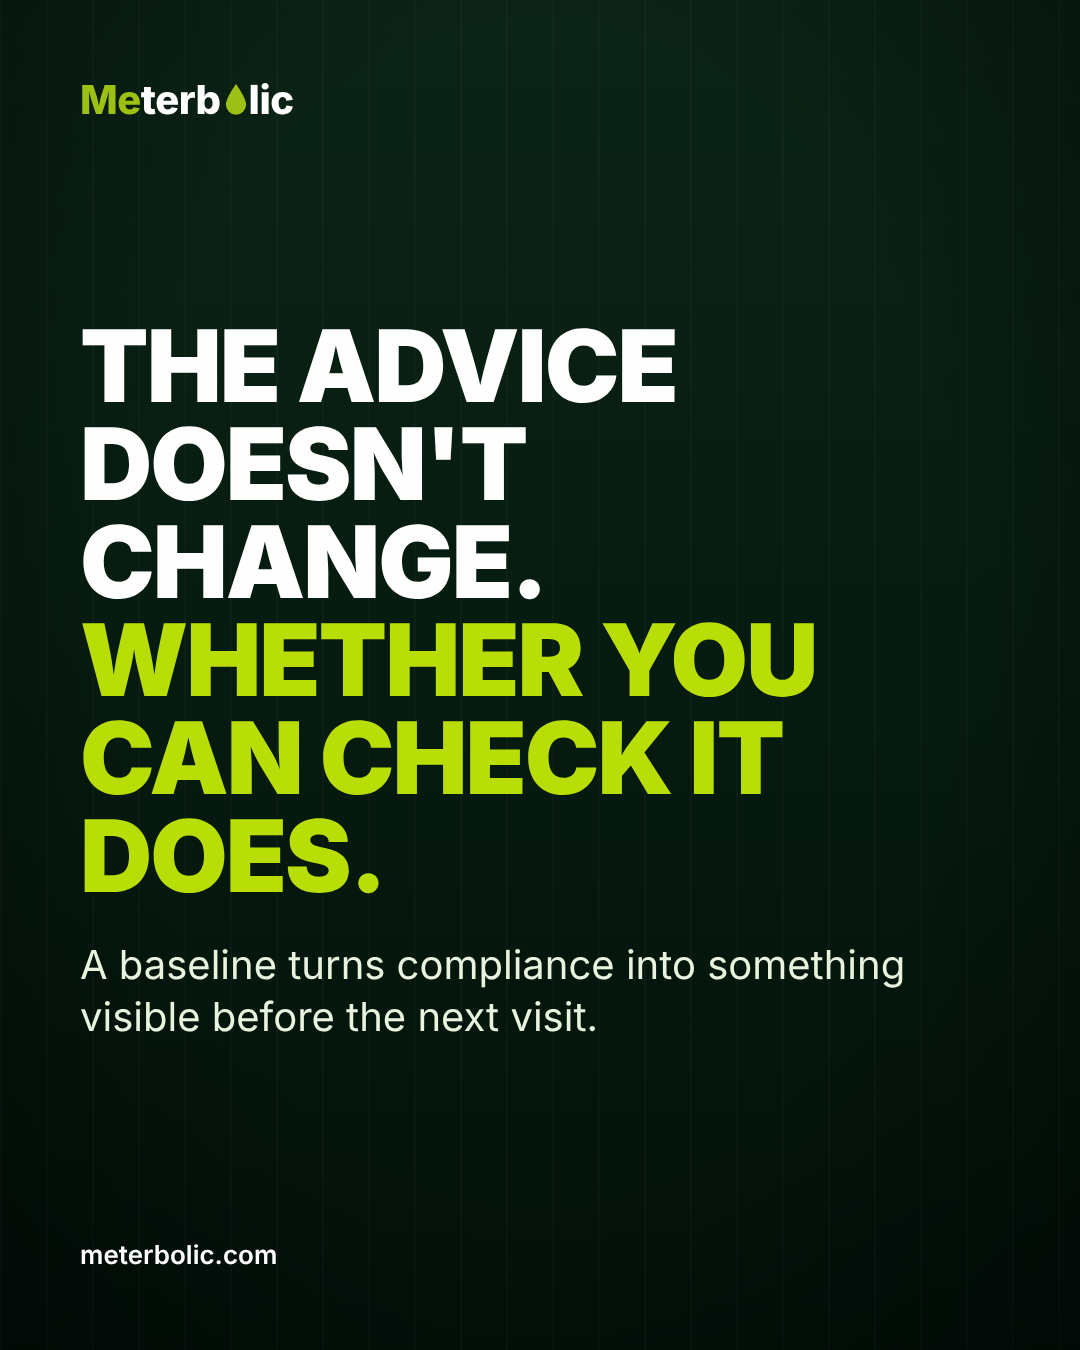 Meterbolic
THE ADVICE
DOESN'T
CHANGE.
WHETHER YOU
CAN CHECK IT
DOES.
A baseline turns compliance into something
visible before the next visit.
meterbolic.com